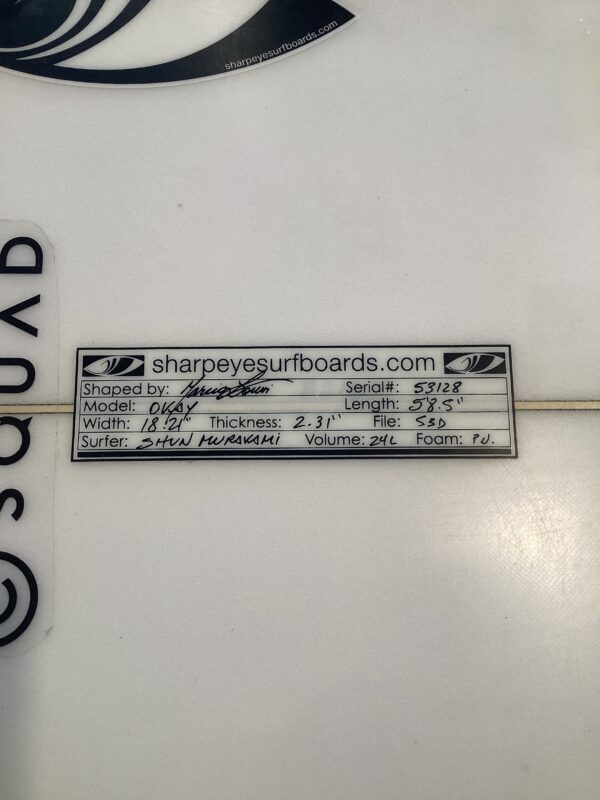 sharpeyesurfboards.com
© SQUAD
sharpeyesurfboards.com
Shaped by: Serial#: 53128
Model: OKAY Length: 5'8.5"
Width: 18.21" Thickness: 2.31" File: S3D
Surfer: SHUN MURAKAMI Volume: 24L Foam: P.U.